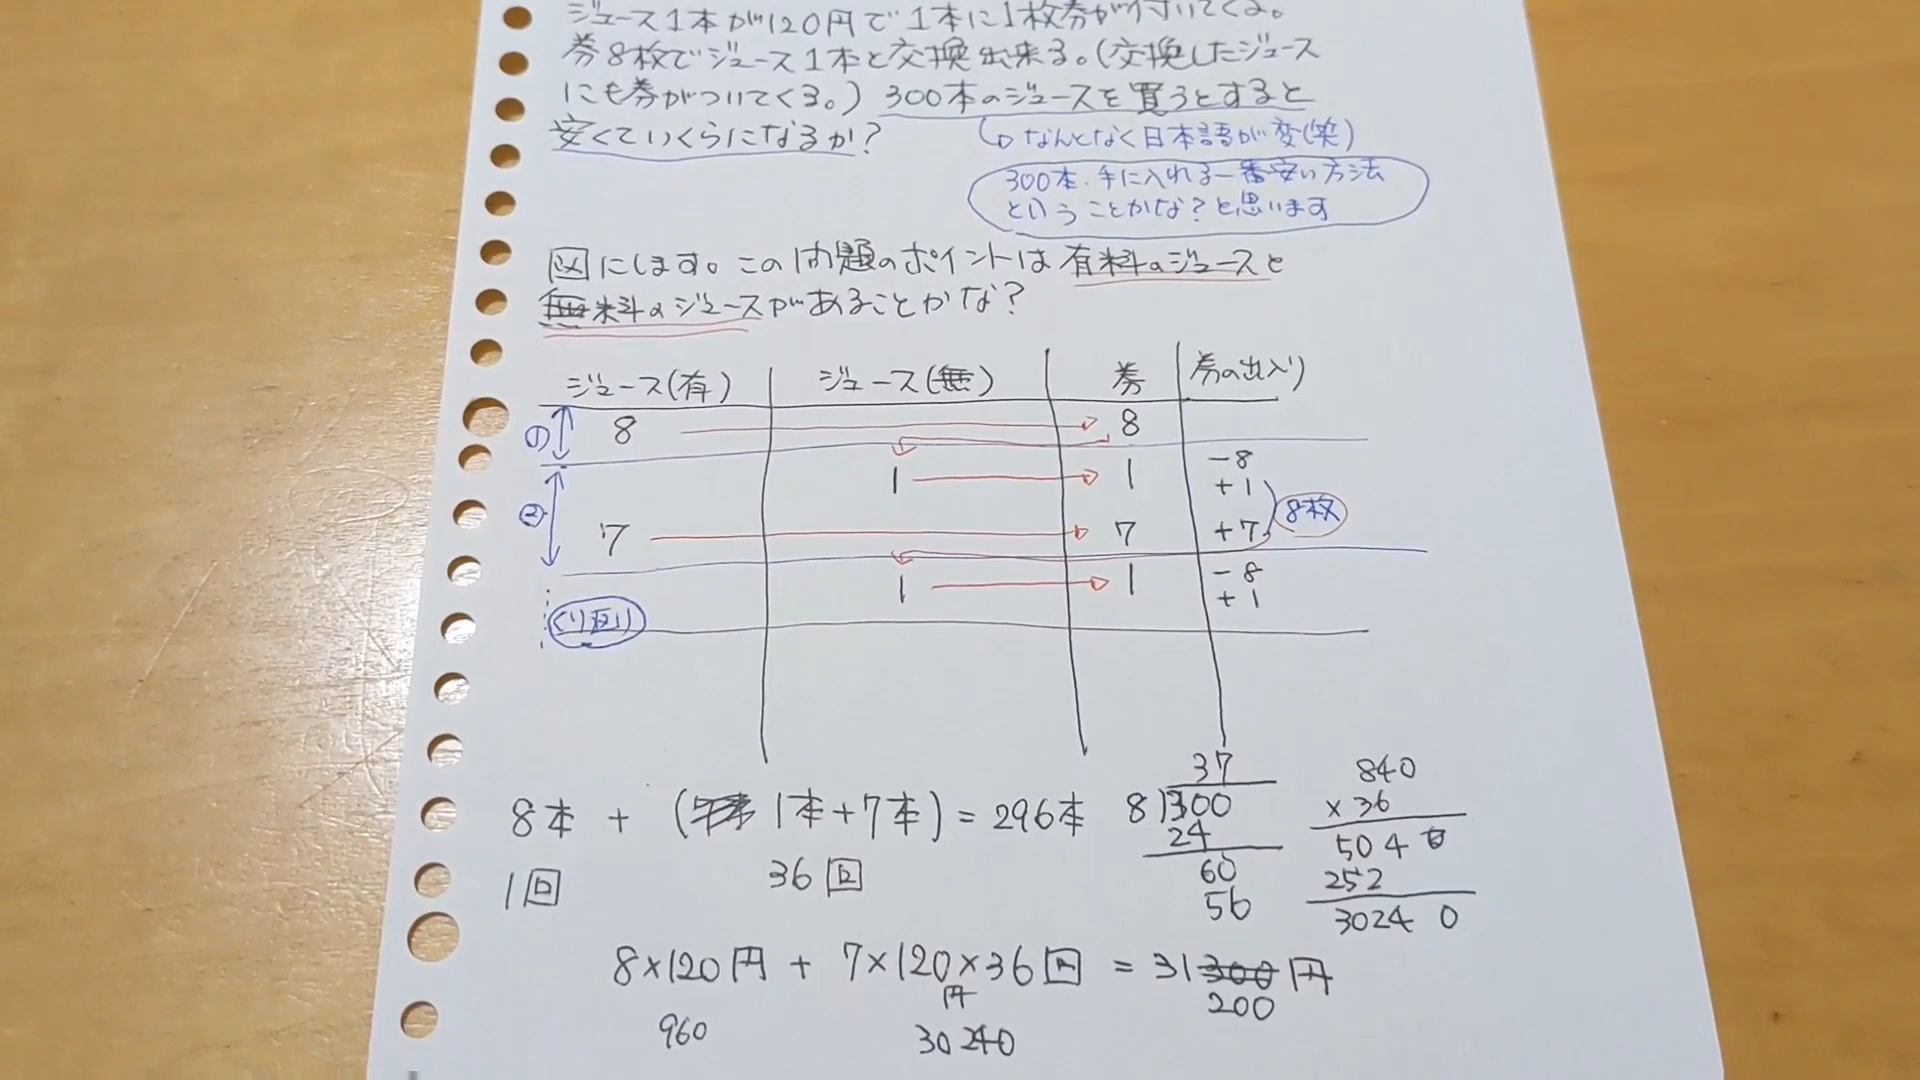 ジュース1本が120円で1本に1枚券が付いてくる。
券8枚でジュース1本と交換出来る。(交換したジュース
にも券がついてくる。) 300本のジュースを買うとすると
安くていくらになるか?
なんとなく日本語が変(笑)
300本手に入れる一番安い方法
ということかな?と思います
図にします。この問題のポイントは有料のジュースと
無料のジュースがあることかな?
ジュース(有) ジュース(無) 券 券の出入り
① 8 8
1 1 -8
+1
② 7 7 +7 8枚
1 1 -8
+1
くり返し
8本 + (1本+7本) = 296本
1回 36回
37
8)300
24
60
56
840
×36
5040
252
30240
8×120円 + 7×120円×36回 = 31200円
960 30240